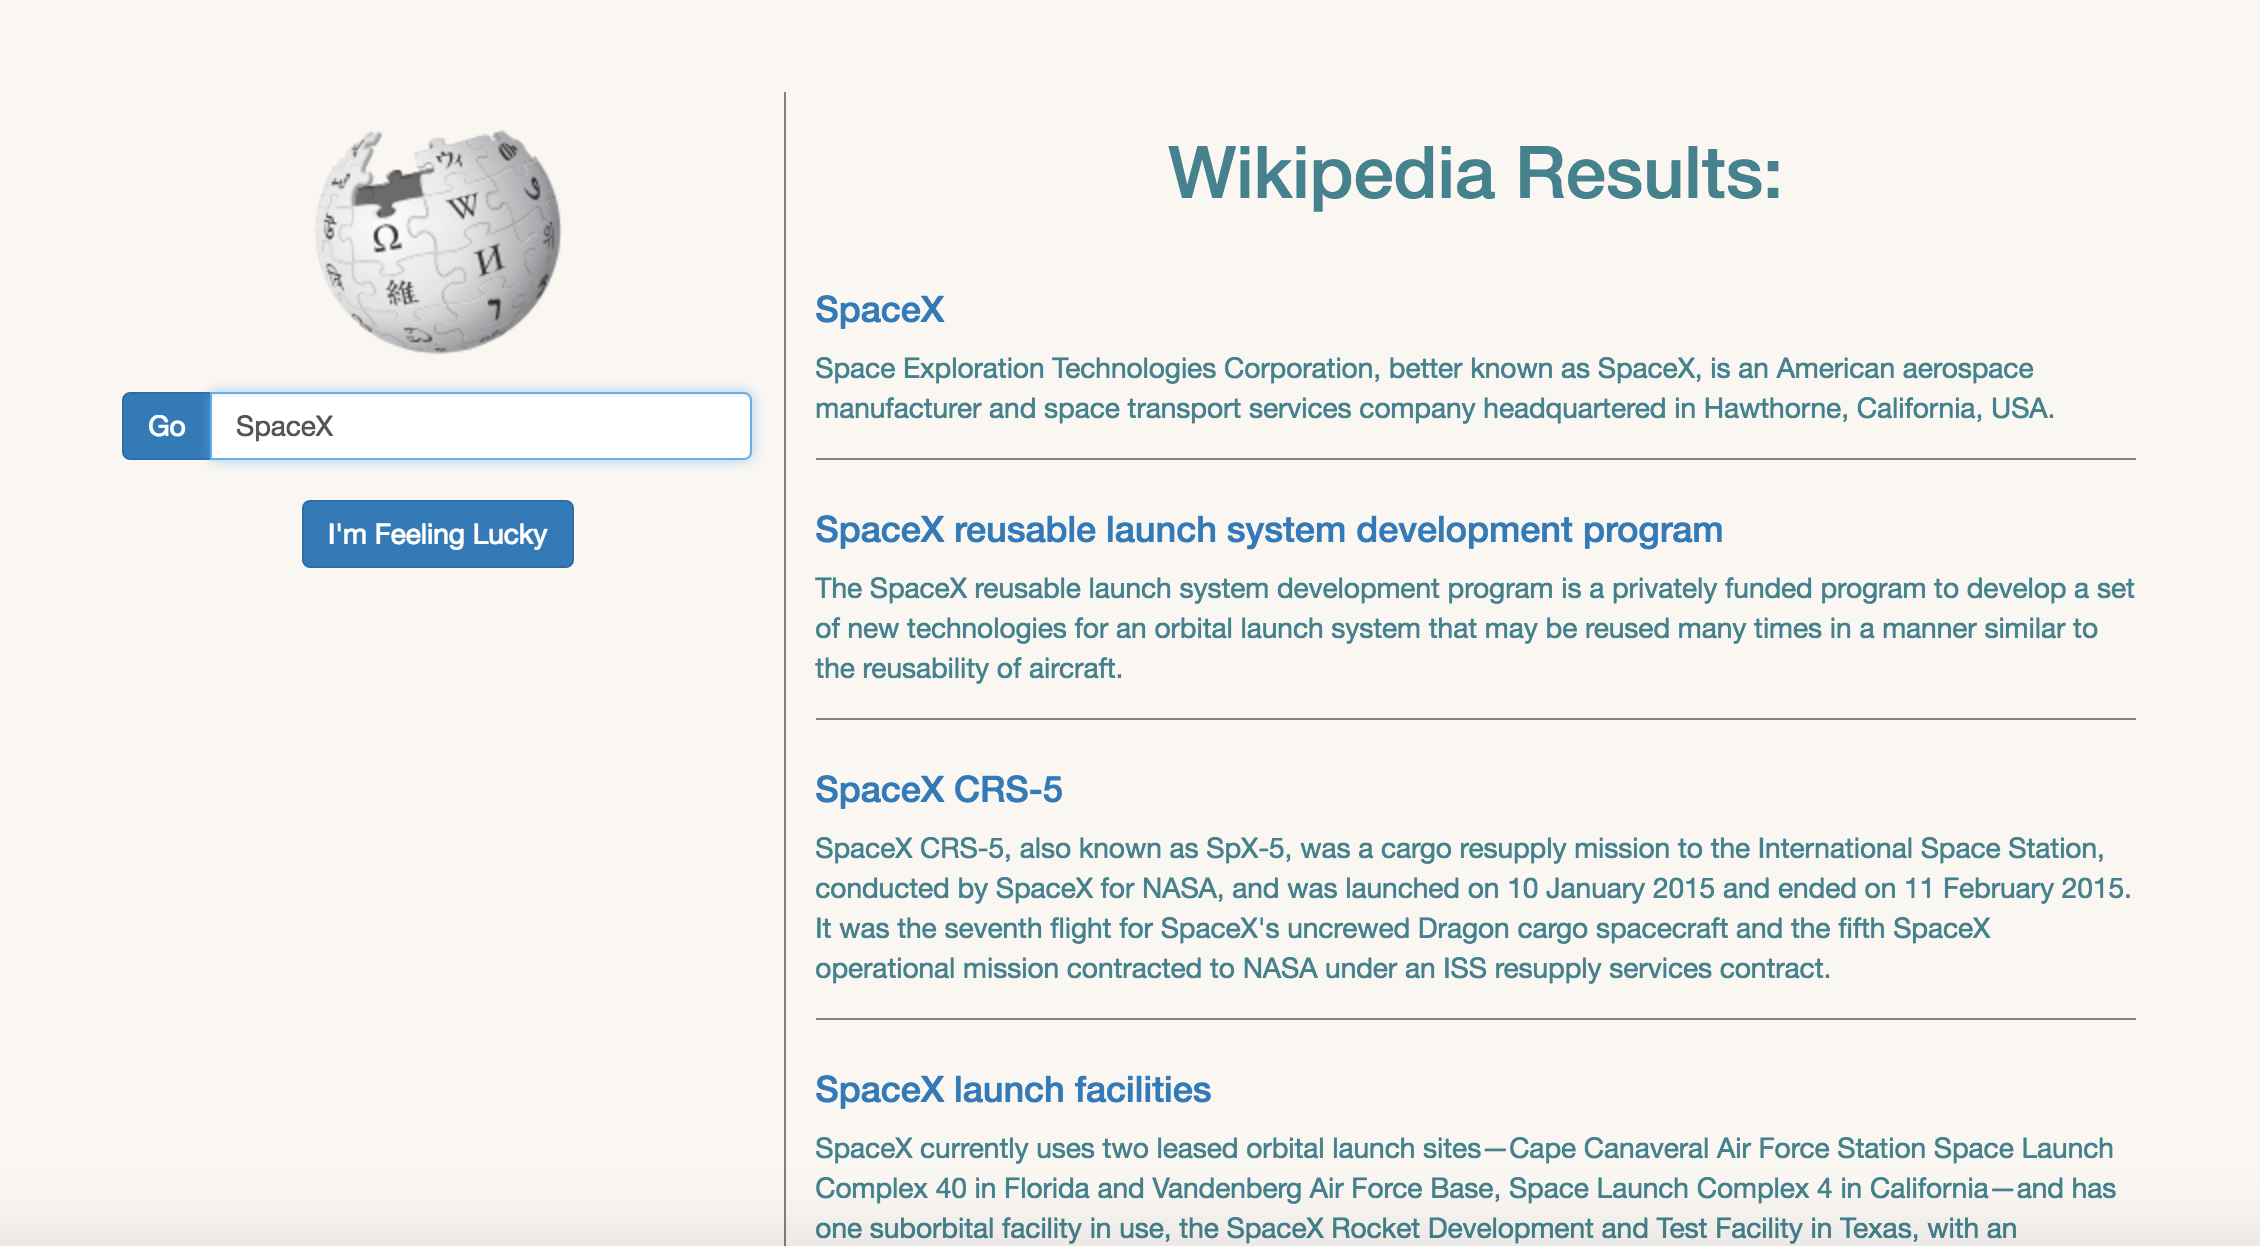 Ω
W
И
維
ウィ
Go
SpaceX
I'm Feeling Lucky
Wikipedia Results:
SpaceX
Space Exploration Technologies Corporation, better known as SpaceX, is an American aerospace
manufacturer and space transport services company headquartered in Hawthorne, California, USA.
SpaceX reusable launch system development program
The SpaceX reusable launch system development program is a privately funded program to develop a set
of new technologies for an orbital launch system that may be reused many times in a manner similar to
the reusability of aircraft.
SpaceX CRS-5
SpaceX CRS-5, also known as SpX-5, was a cargo resupply mission to the International Space Station,
conducted by SpaceX for NASA, and was launched on 10 January 2015 and ended on 11 February 2015.
It was the seventh flight for SpaceX's uncrewed Dragon cargo spacecraft and the fifth SpaceX
operational mission contracted to NASA under an ISS resupply services contract.
SpaceX launch facilities
SpaceX currently uses two leased orbital launch sites—Cape Canaveral Air Force Station Space Launch
Complex 40 in Florida and Vandenberg Air Force Base, Space Launch Complex 4 in California—and has
one suborbital facility in use, the SpaceX Rocket Development and Test Facility in Texas, with an